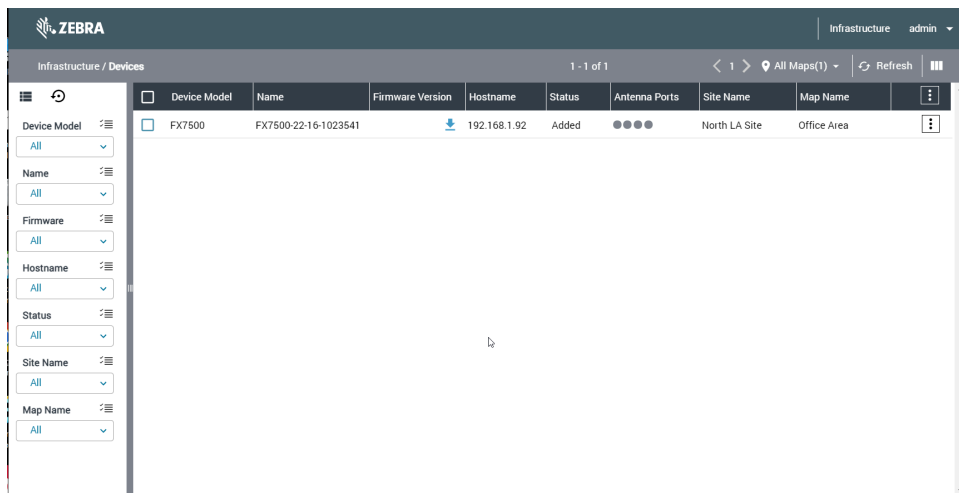 ZEBRA
Infrastructure admin
Infrastructure / Devices
1 - 1 of 1
1
All Maps(1)
Refresh
Device Model Name Firmware Version Hostname Status Antenna Ports Site Name Map Name
FX7500 FX7500-22-16-1023541 192.168.1.92 Added North LA Site Office Area
Device Model
All
Name
All
Firmware
All
Hostname
All
Status
All
Site Name
All
Map Name
All